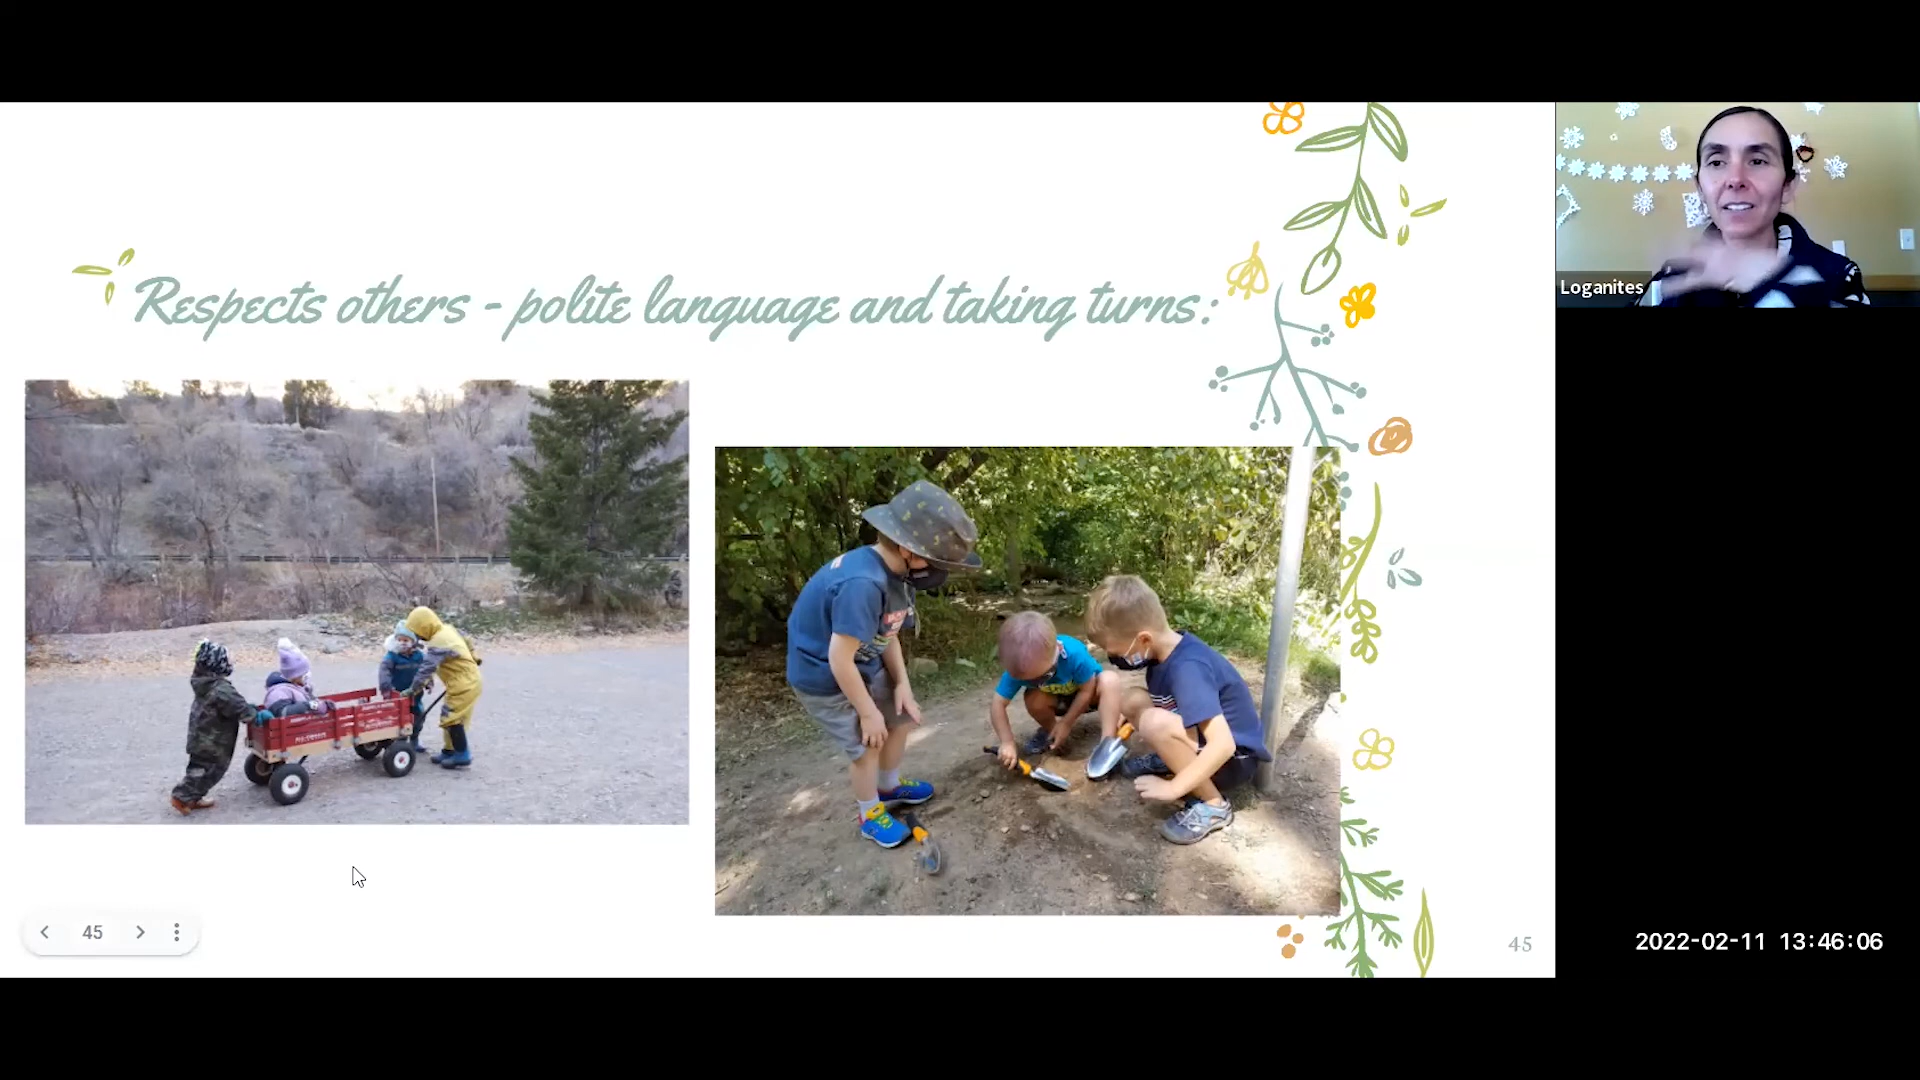 Respects others - polite language and taking turns:
Loganites
45
45
2022-02-11 13:46:06